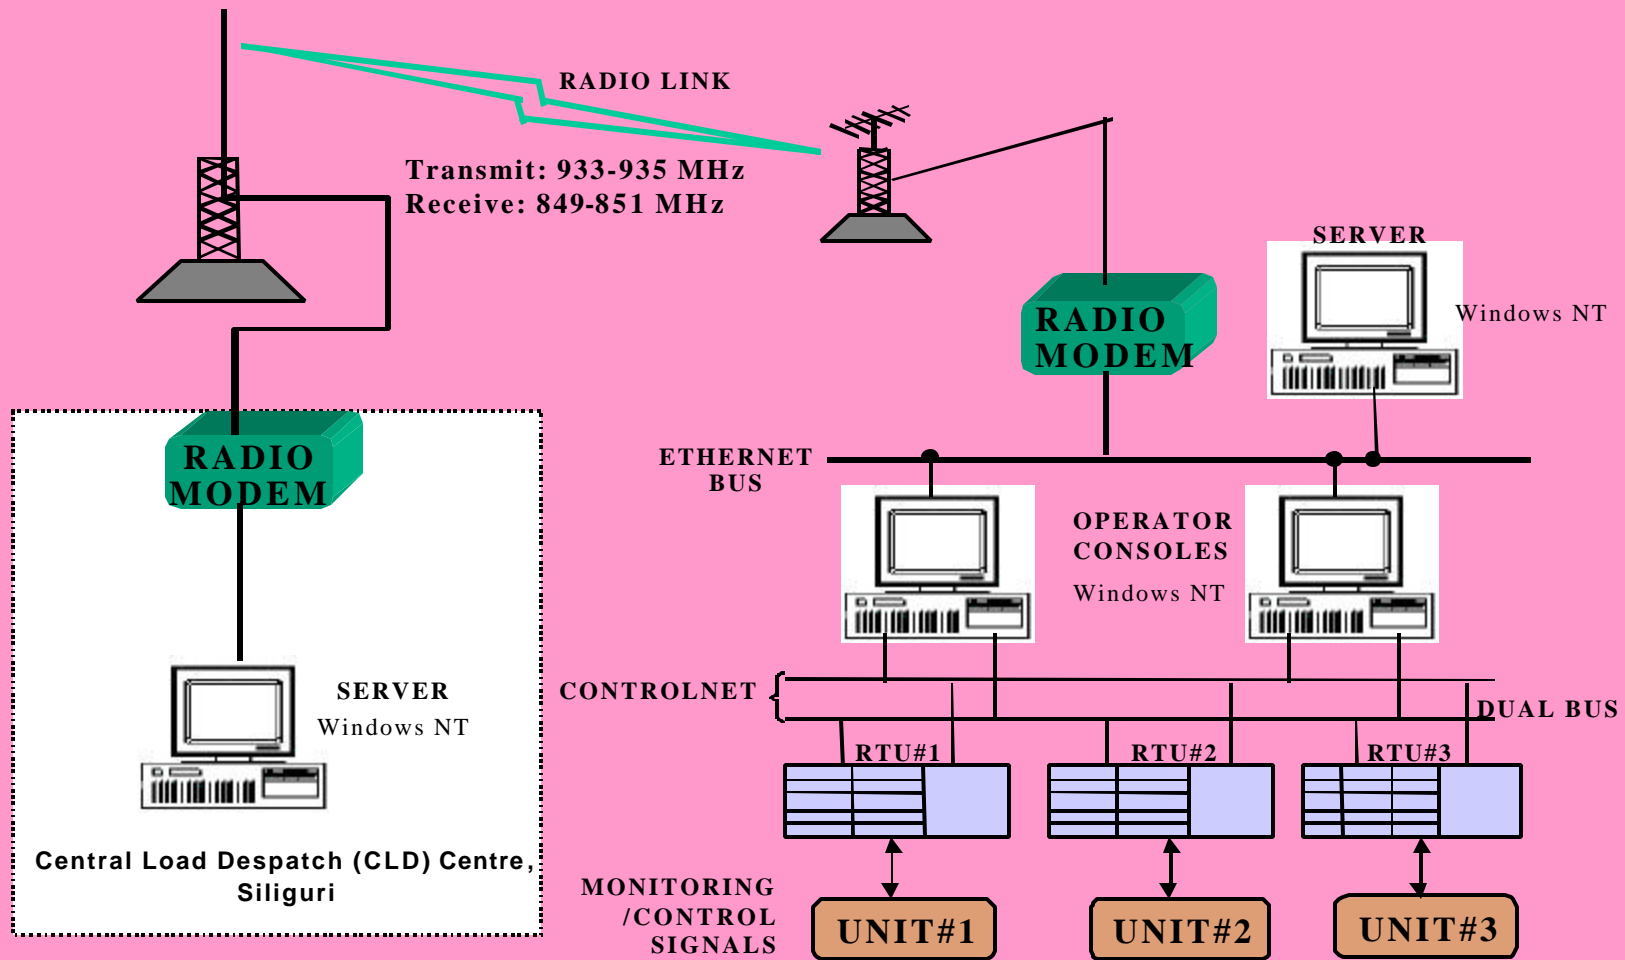 RADIO LINK
Transmit: 933-935 MHz
Receive: 849-851 MHz
SERVER
Windows NT
RADIO
MODEM
RADIO
MODEM
ETHERNET
BUS
OPERATOR
CONSOLES
Windows NT
SERVER
Windows NT
CONTROLNET
DUAL BUS
RTU#1
RTU#2
RTU#3
Central Load Despatch (CLD) Centre,
Siliguri
MONITORING
/CONTROL
SIGNALS
UNIT#1
UNIT#2
UNIT#3